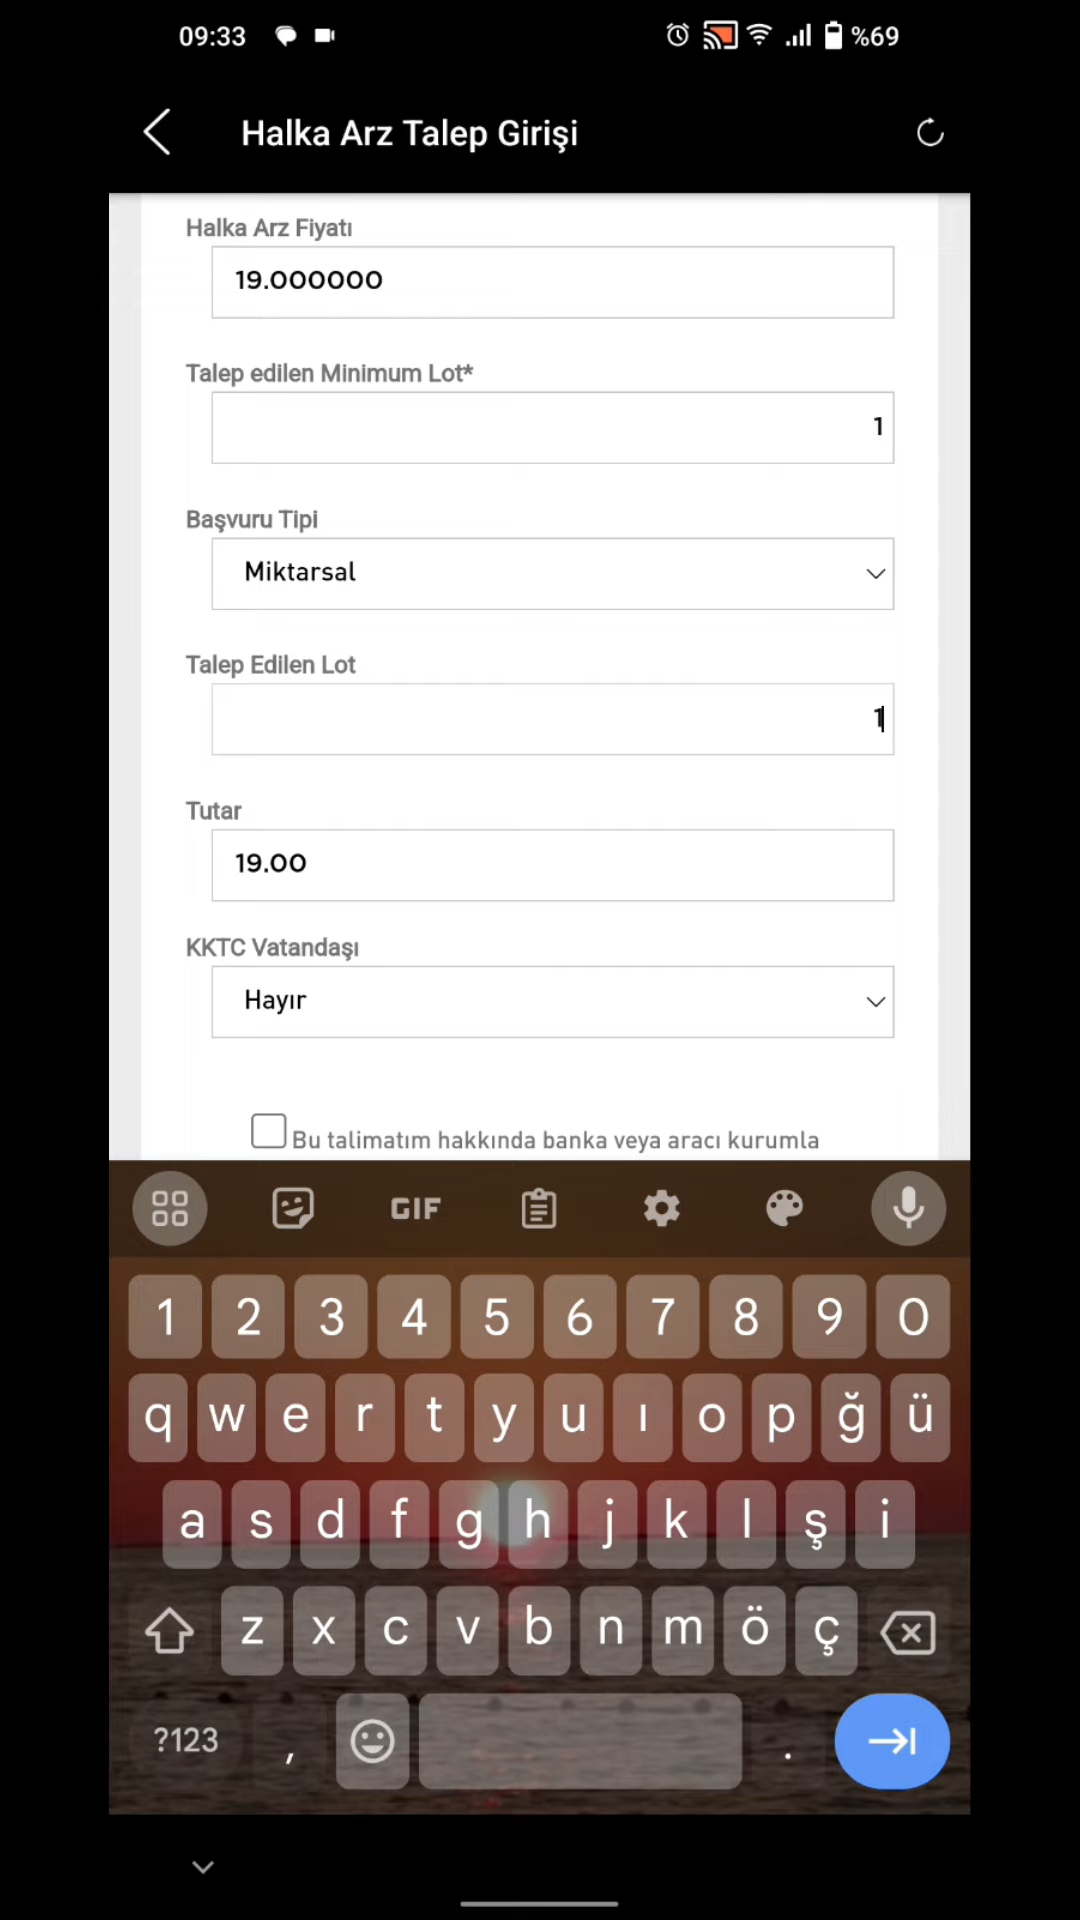 09:33
%69
Halka Arz Talep Girişi
Halka Arz Fiyatı
19.000000
Talep edilen Minimum Lot*
1
Başvuru Tipi
Miktarsal
Talep Edilen Lot
1
Tutar
19.00
KKTC Vatandaşı
Hayır
Bu talimatım hakkında banka veya aracı kurumla
GIF
1 2 3 4 5 6 7 8 9 0
q w e r t y u ı o p ğ ü
a s d f g h j k l ş i
z x c v b n m ö ç
?123 , .